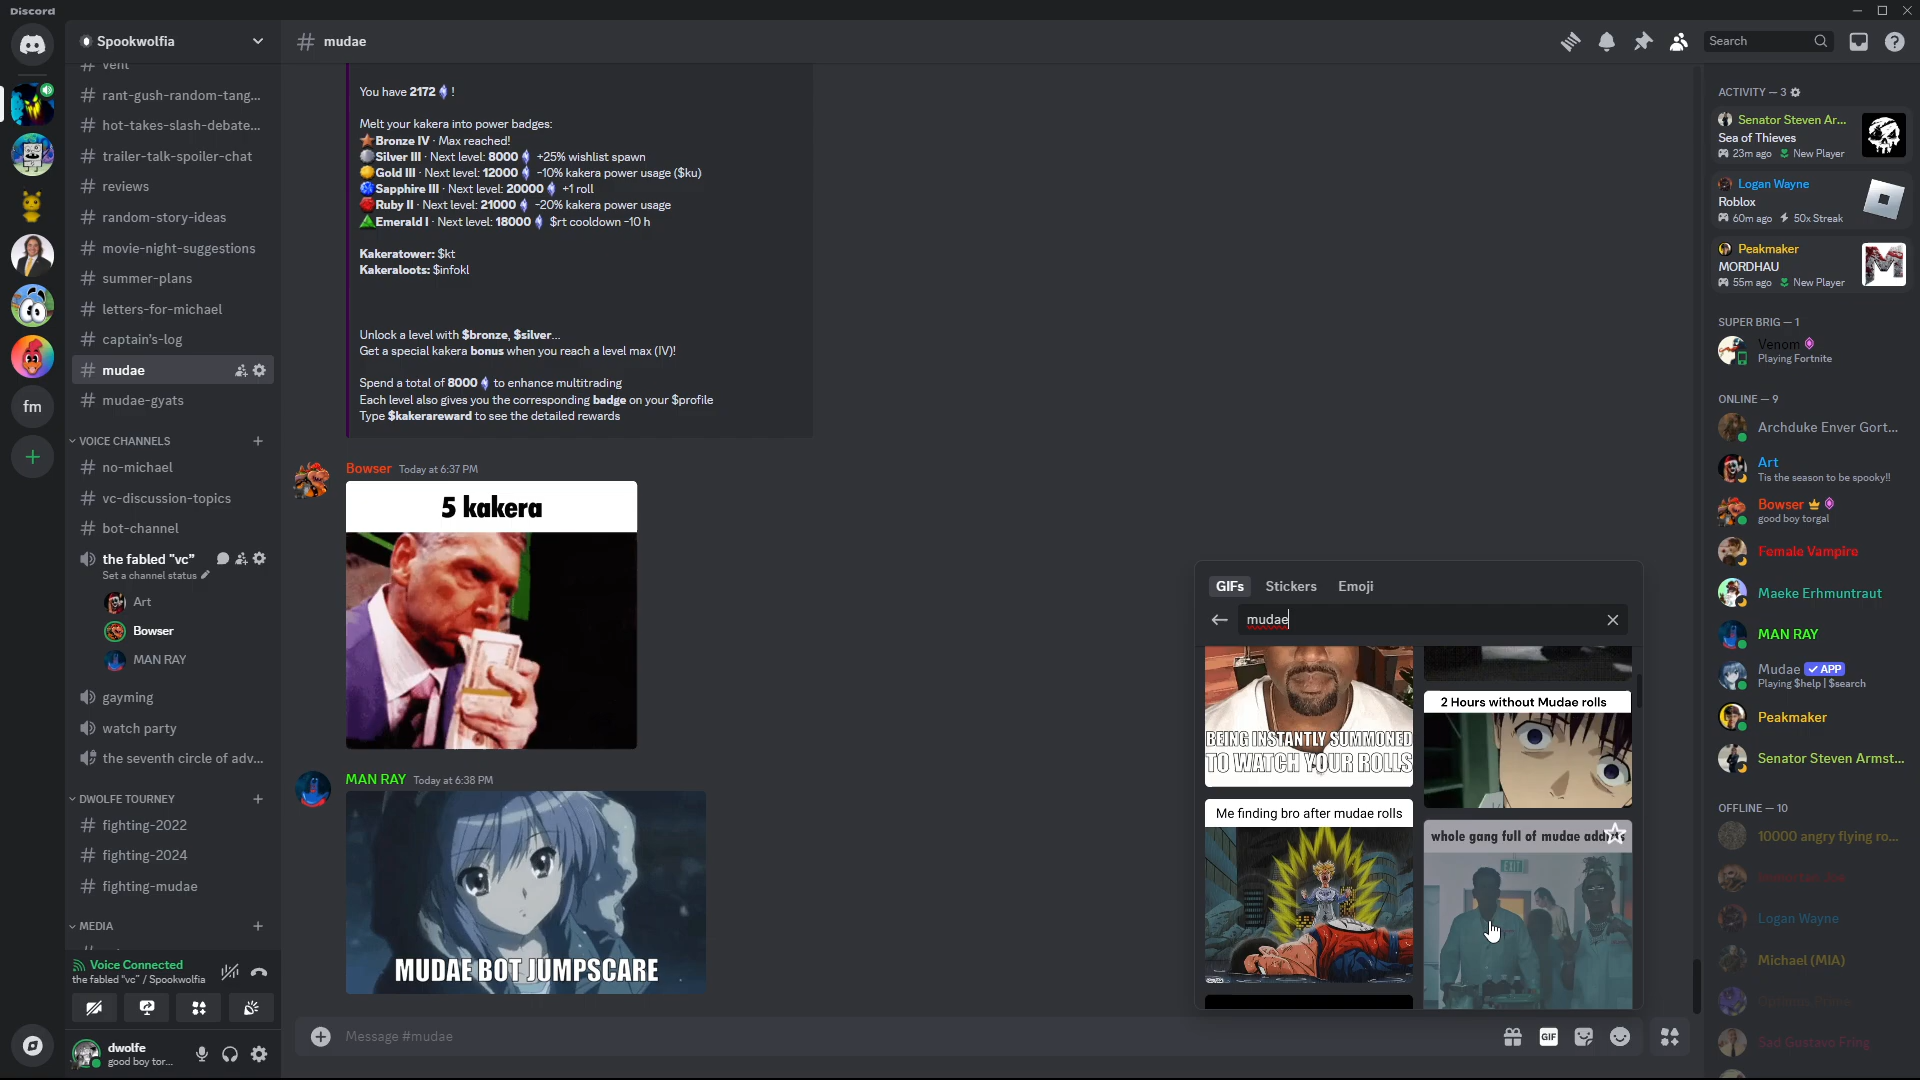 Discord
Spookwolfia
mudae
Search
vent
rant-gush-random-tang...
hot-takes-slash-debate...
trailer-talk-spoiler-chat
reviews
random-story-ideas
movie-night-suggestions
summer-plans
letters-for-michael
captain's-log
mudae
mudae-gyats
VOICE CHANNELS
no-michael
vc-discussion-topics
bot-channel
the fabled "vc"
Set a channel status
Art
Bowser
MAN RAY
gayming
watch party
the seventh circle of adv...
DWOLFE TOURNEY
fighting-2022
fighting-2024
fighting-mudae
MEDIA
Voice Connected
the fabled "vc" / Spookwolfia
dwolfe
good boy tor...
fm
You have 2172 !
Melt your kakera into power badges:
Bronze IV · Max reached!
Silver III · Next level: 8000 +25% wishlist spawn
Gold III · Next level: 12000 -10% kakera power usage ($ku)
Sapphire III · Next level: 20000 +1 roll
Ruby II · Next level: 21000 -20% kakera power usage
Emerald I · Next level: 18000 $rt cooldown -10 h
Kakeratower: $kt
Kakeraloots: $infokl
Unlock a level with $bronze, $silver...
Get a special kakera bonus when you reach a level max (IV)!
Spend a total of 8000 to enhance multitrading
Each level also gives you the corresponding badge on your $profile
Type $kakerareward to see the detailed rewards
Bowser Today at 6:37 PM
5 kakera
MAN RAY Today at 6:38 PM
MUDAE BOT JUMPSCARE
Message #mudae
GIF
GIFs Stickers Emoji
mudae
BEING INSTANTLY SUMMONED
TO WATCH YOUR ROLLS
2 Hours without Mudae rolls
Me finding bro after mudae rolls
whole gang full of mudae
EXIT
ACTIVITY — 3
Senator Steven Ar...
Sea of Thieves
23m ago New Player
Logan Wayne
Roblox
60m ago 50x Streak
Peakmaker
MORDHAU
55m ago New Player
SUPER BRIG — 1
Venom
Playing Fortnite
ONLINE — 9
Archduke Enver Gort...
Art
Tis the season to be spooky!!
Bowser
good boy torgal
Female Vampire
Maeke Erhmuntraut
MAN RAY
Mudae APP
Playing $help | $search
Peakmaker
Senator Steven Armst...
OFFLINE — 10
10000 angry flying ro...
Logan Wayne
Michael (MIA)
Sad Gustavo Fring